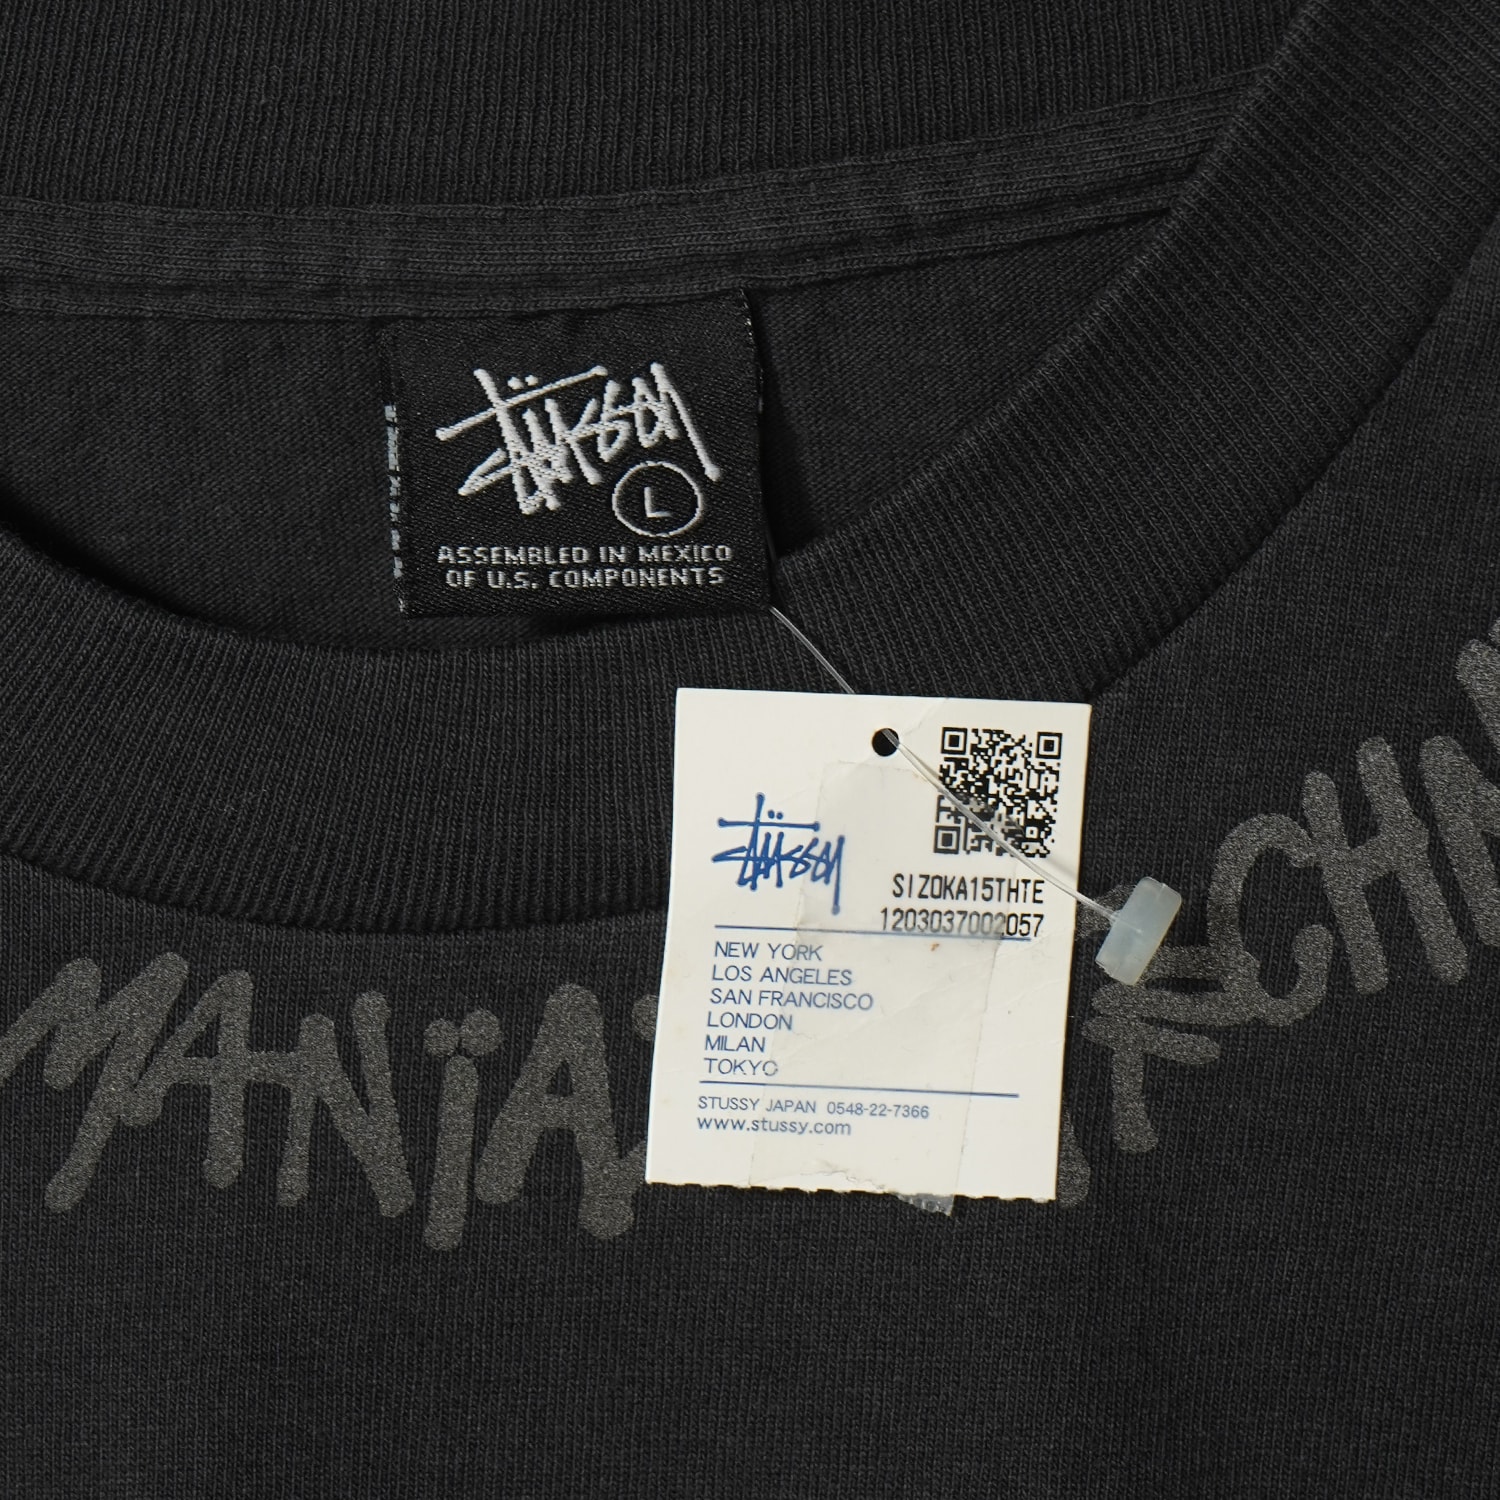 STÜSSY
L
ASSEMBLED IN MEXICO
OF U.S. COMPONENTS
STÜSSY
SIZOKA15THTE
1203037002057
NEW YORK
LOS ANGELES
SAN FRANCISCO
LONDON
MILAN
TOKYO
STUSSY JAPAN 0548-22-7366
www.stussy.com